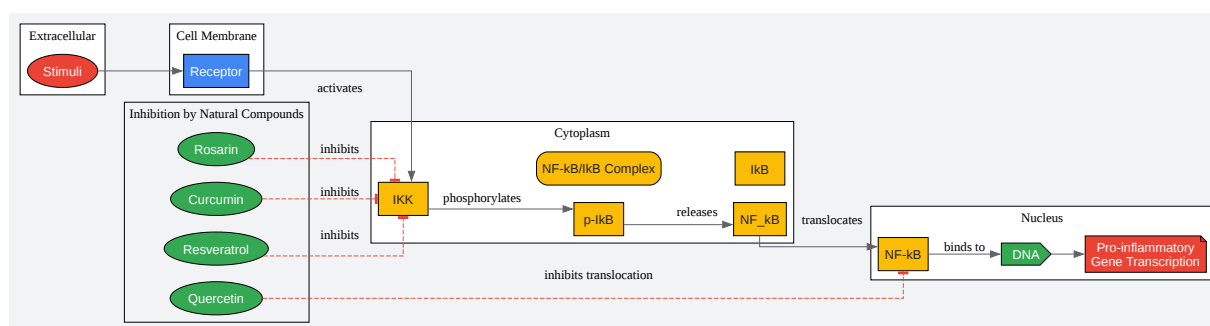 Extracellular
Stimuli
Cell Membrane
Receptor
activates
Inhibition by Natural Compounds
Rosarin
Curcumin
Resveratrol
Quercetin
inhibits
inhibits
inhibits
inhibits translocation
Cytoplasm
NF-kB/IkB Complex
IkB
IKK
phosphorylates
p-IkB
releases
NF_kB
translocates
Nucleus
NF-kB
binds to
DNA
Pro-inflammatory
Gene Transcription